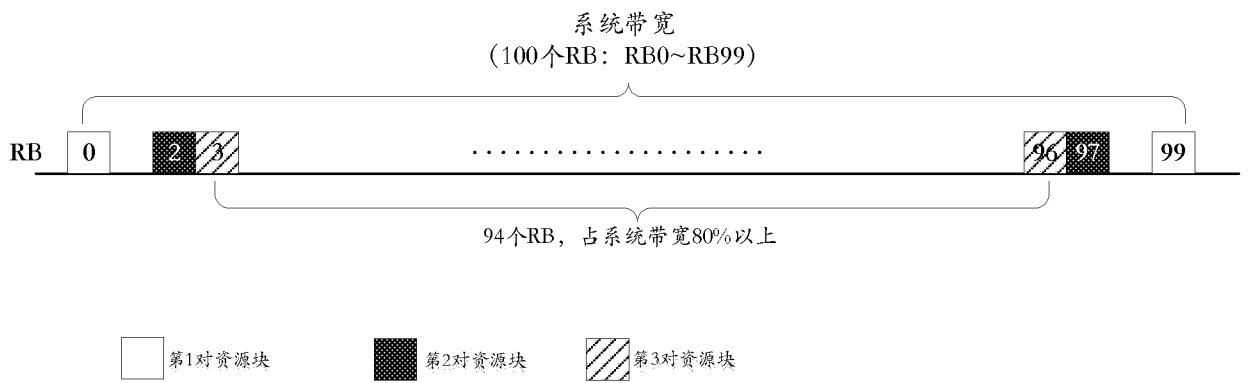 系统带宽
（100个RB：RB0~RB99）
RB 0 2 3 ..................... 96 97 99
94个RB，占系统带宽80%以上
第1对资源块 第2对资源块 第3对资源块